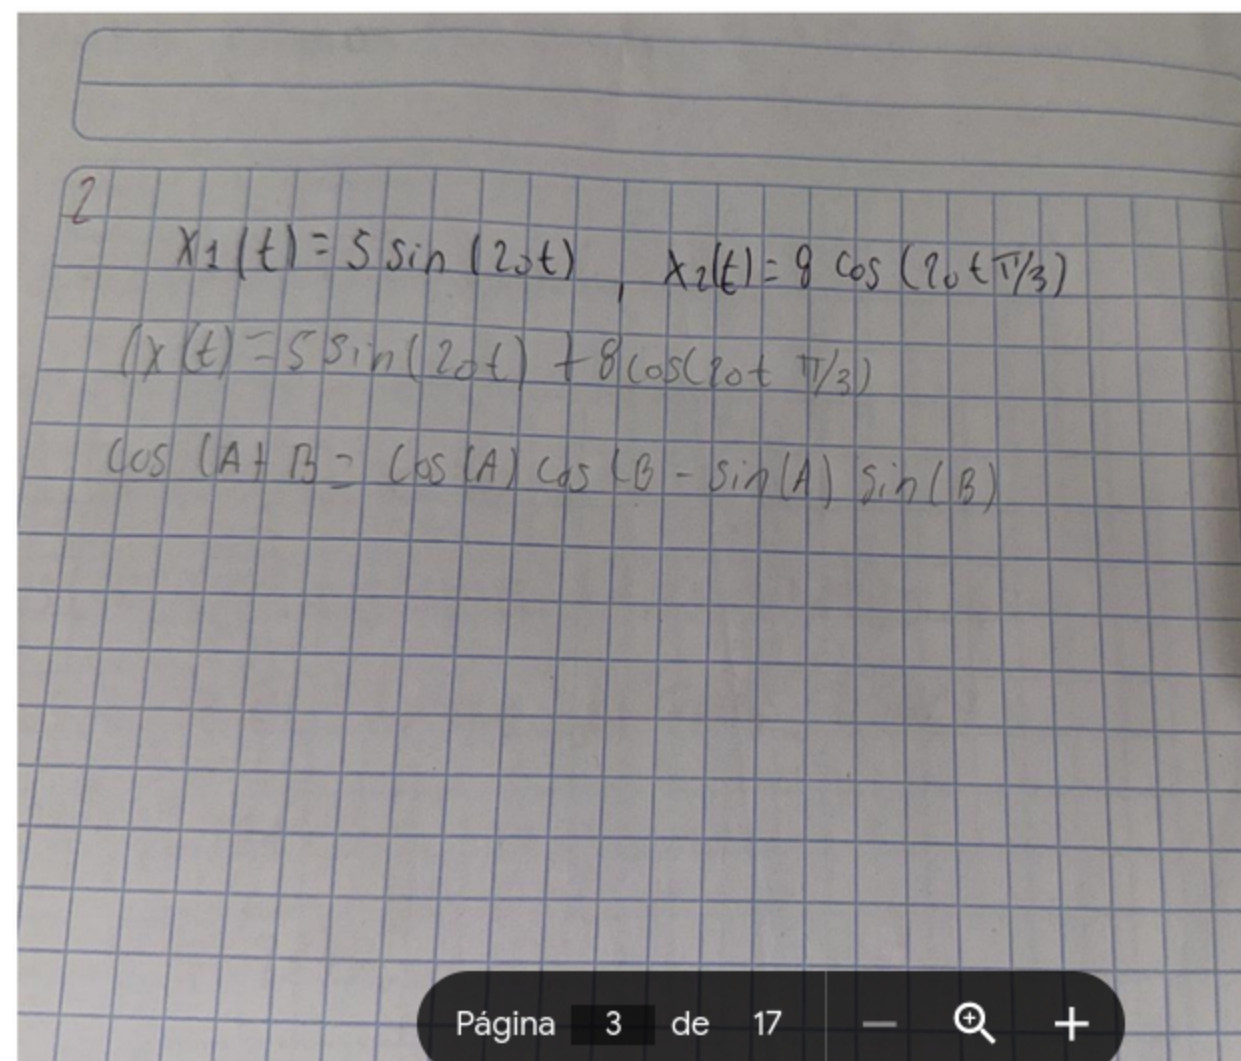 2
x1(t) = 5 sin (20t) , x2(t) = 8 cos (20t π/3)
(x(t) = 5 sin (20t) + 8 cos(20t π/3)
Cos (A+ B = Cos (A) cos (B - sin (A) sin (B)
Página 3 de 17